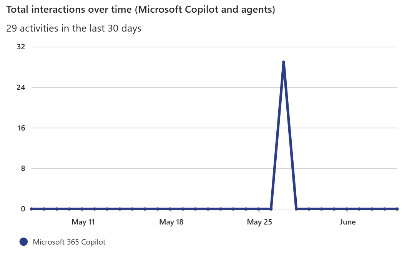 Total interactions over time (Microsoft Copilot and agents)
29 activities in the last 30 days
32
24
16
8
0
May 11 May 18 May 25 June
Microsoft 365 Copilot